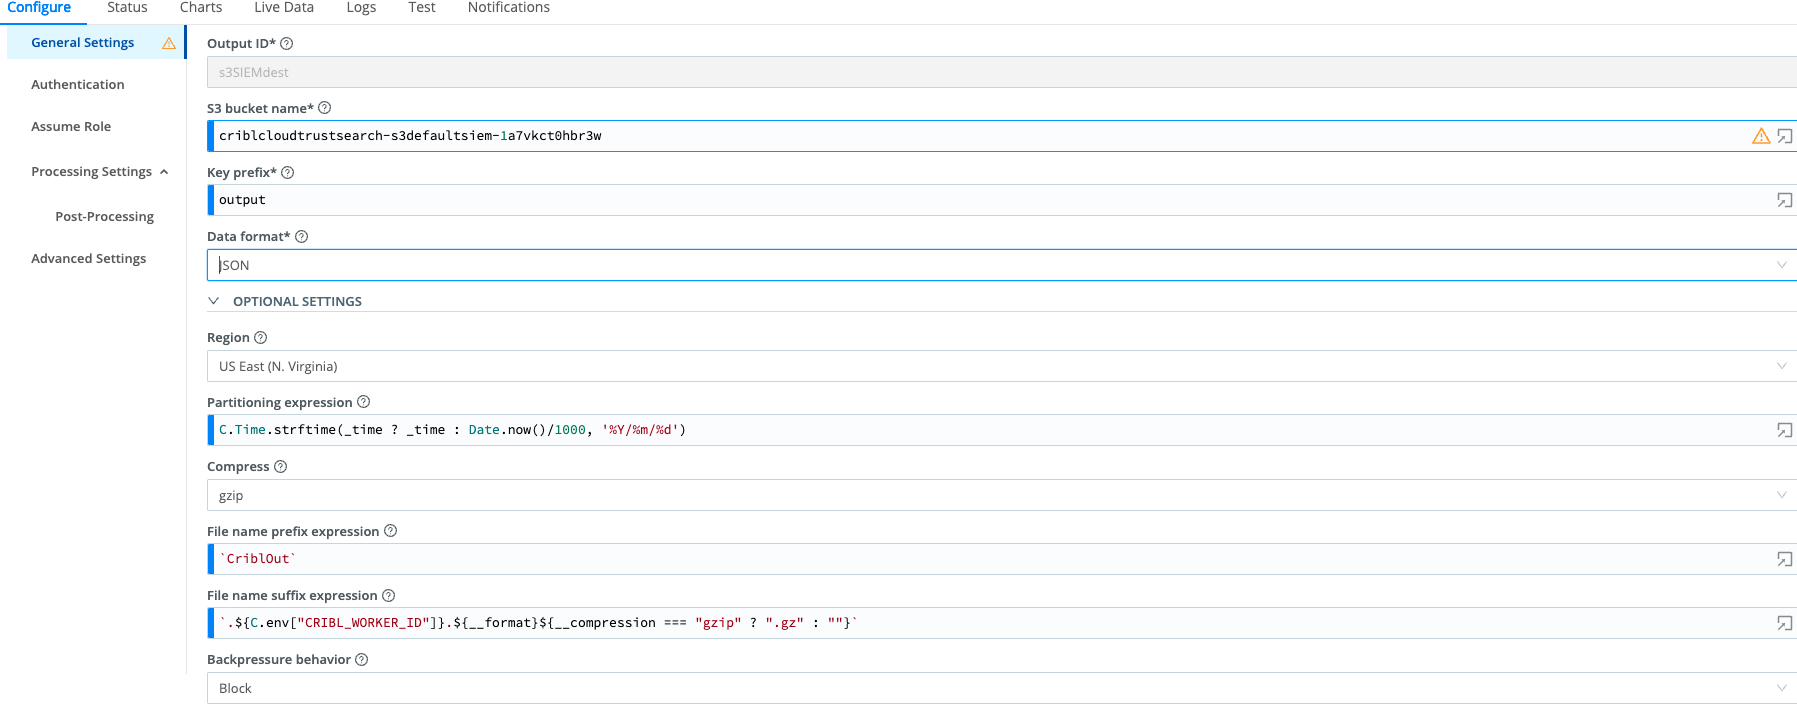 Configure Status Charts Live Data Logs Test Notifications
General Settings
Authentication
Assume Role
Processing Settings
Post-Processing
Advanced Settings
Output ID*
s3SIEMdest
S3 bucket name*
criblcloudtrustsearch-s3defaultsiem-1a7vkct0hbr3w
Key prefix*
output
Data format*
JSON
OPTIONAL SETTINGS
Region
US East (N. Virginia)
Partitioning expression
C.Time.strftime(_time ? _time : Date.now()/1000, '%Y/%m/%d')
Compress
gzip
File name prefix expression
`CriblOut`
File name suffix expression
`.${C.env["CRIBL_WORKER_ID"]}.${__format}${__compression === "gzip" ? ".gz" : ""}`
Backpressure behavior
Block